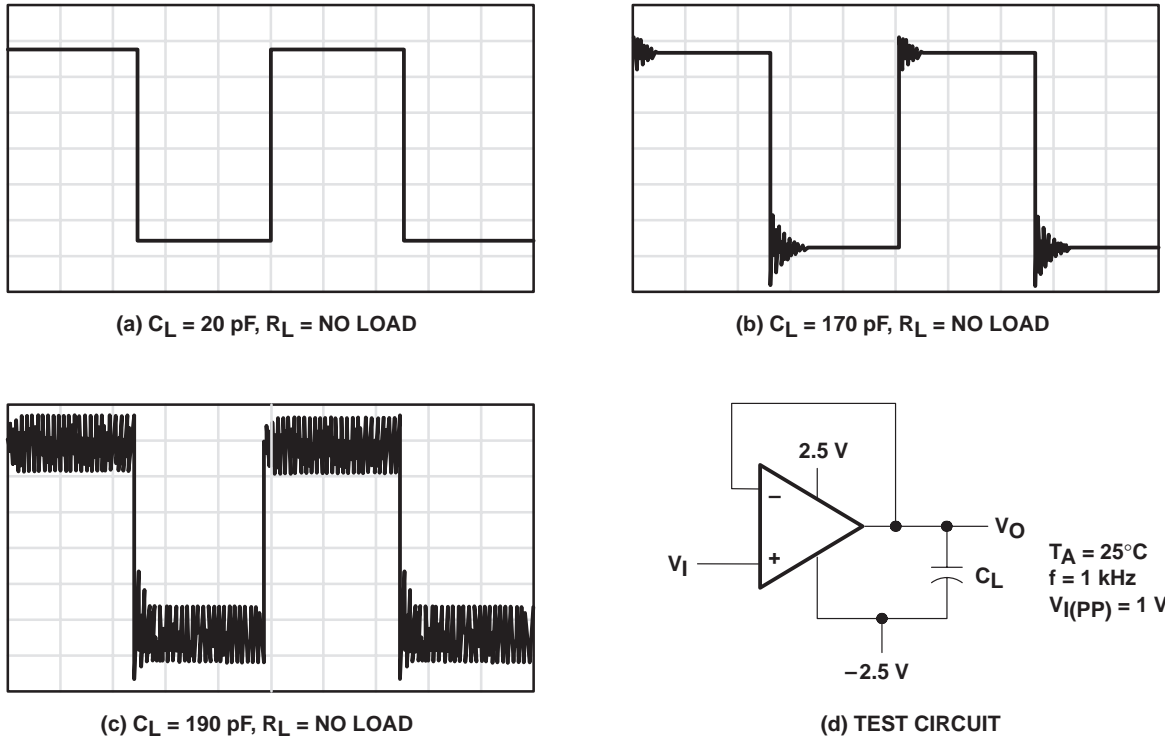 (a) CL = 20 pF, RL = NO LOAD
(b) CL = 170 pF, RL = NO LOAD
(c) CL = 190 pF, RL = NO LOAD
2.5 V
−
+
VI
VO
CL
−2.5 V
TA = 25°C
f = 1 kHz
VI(PP) = 1 V
(d) TEST CIRCUIT